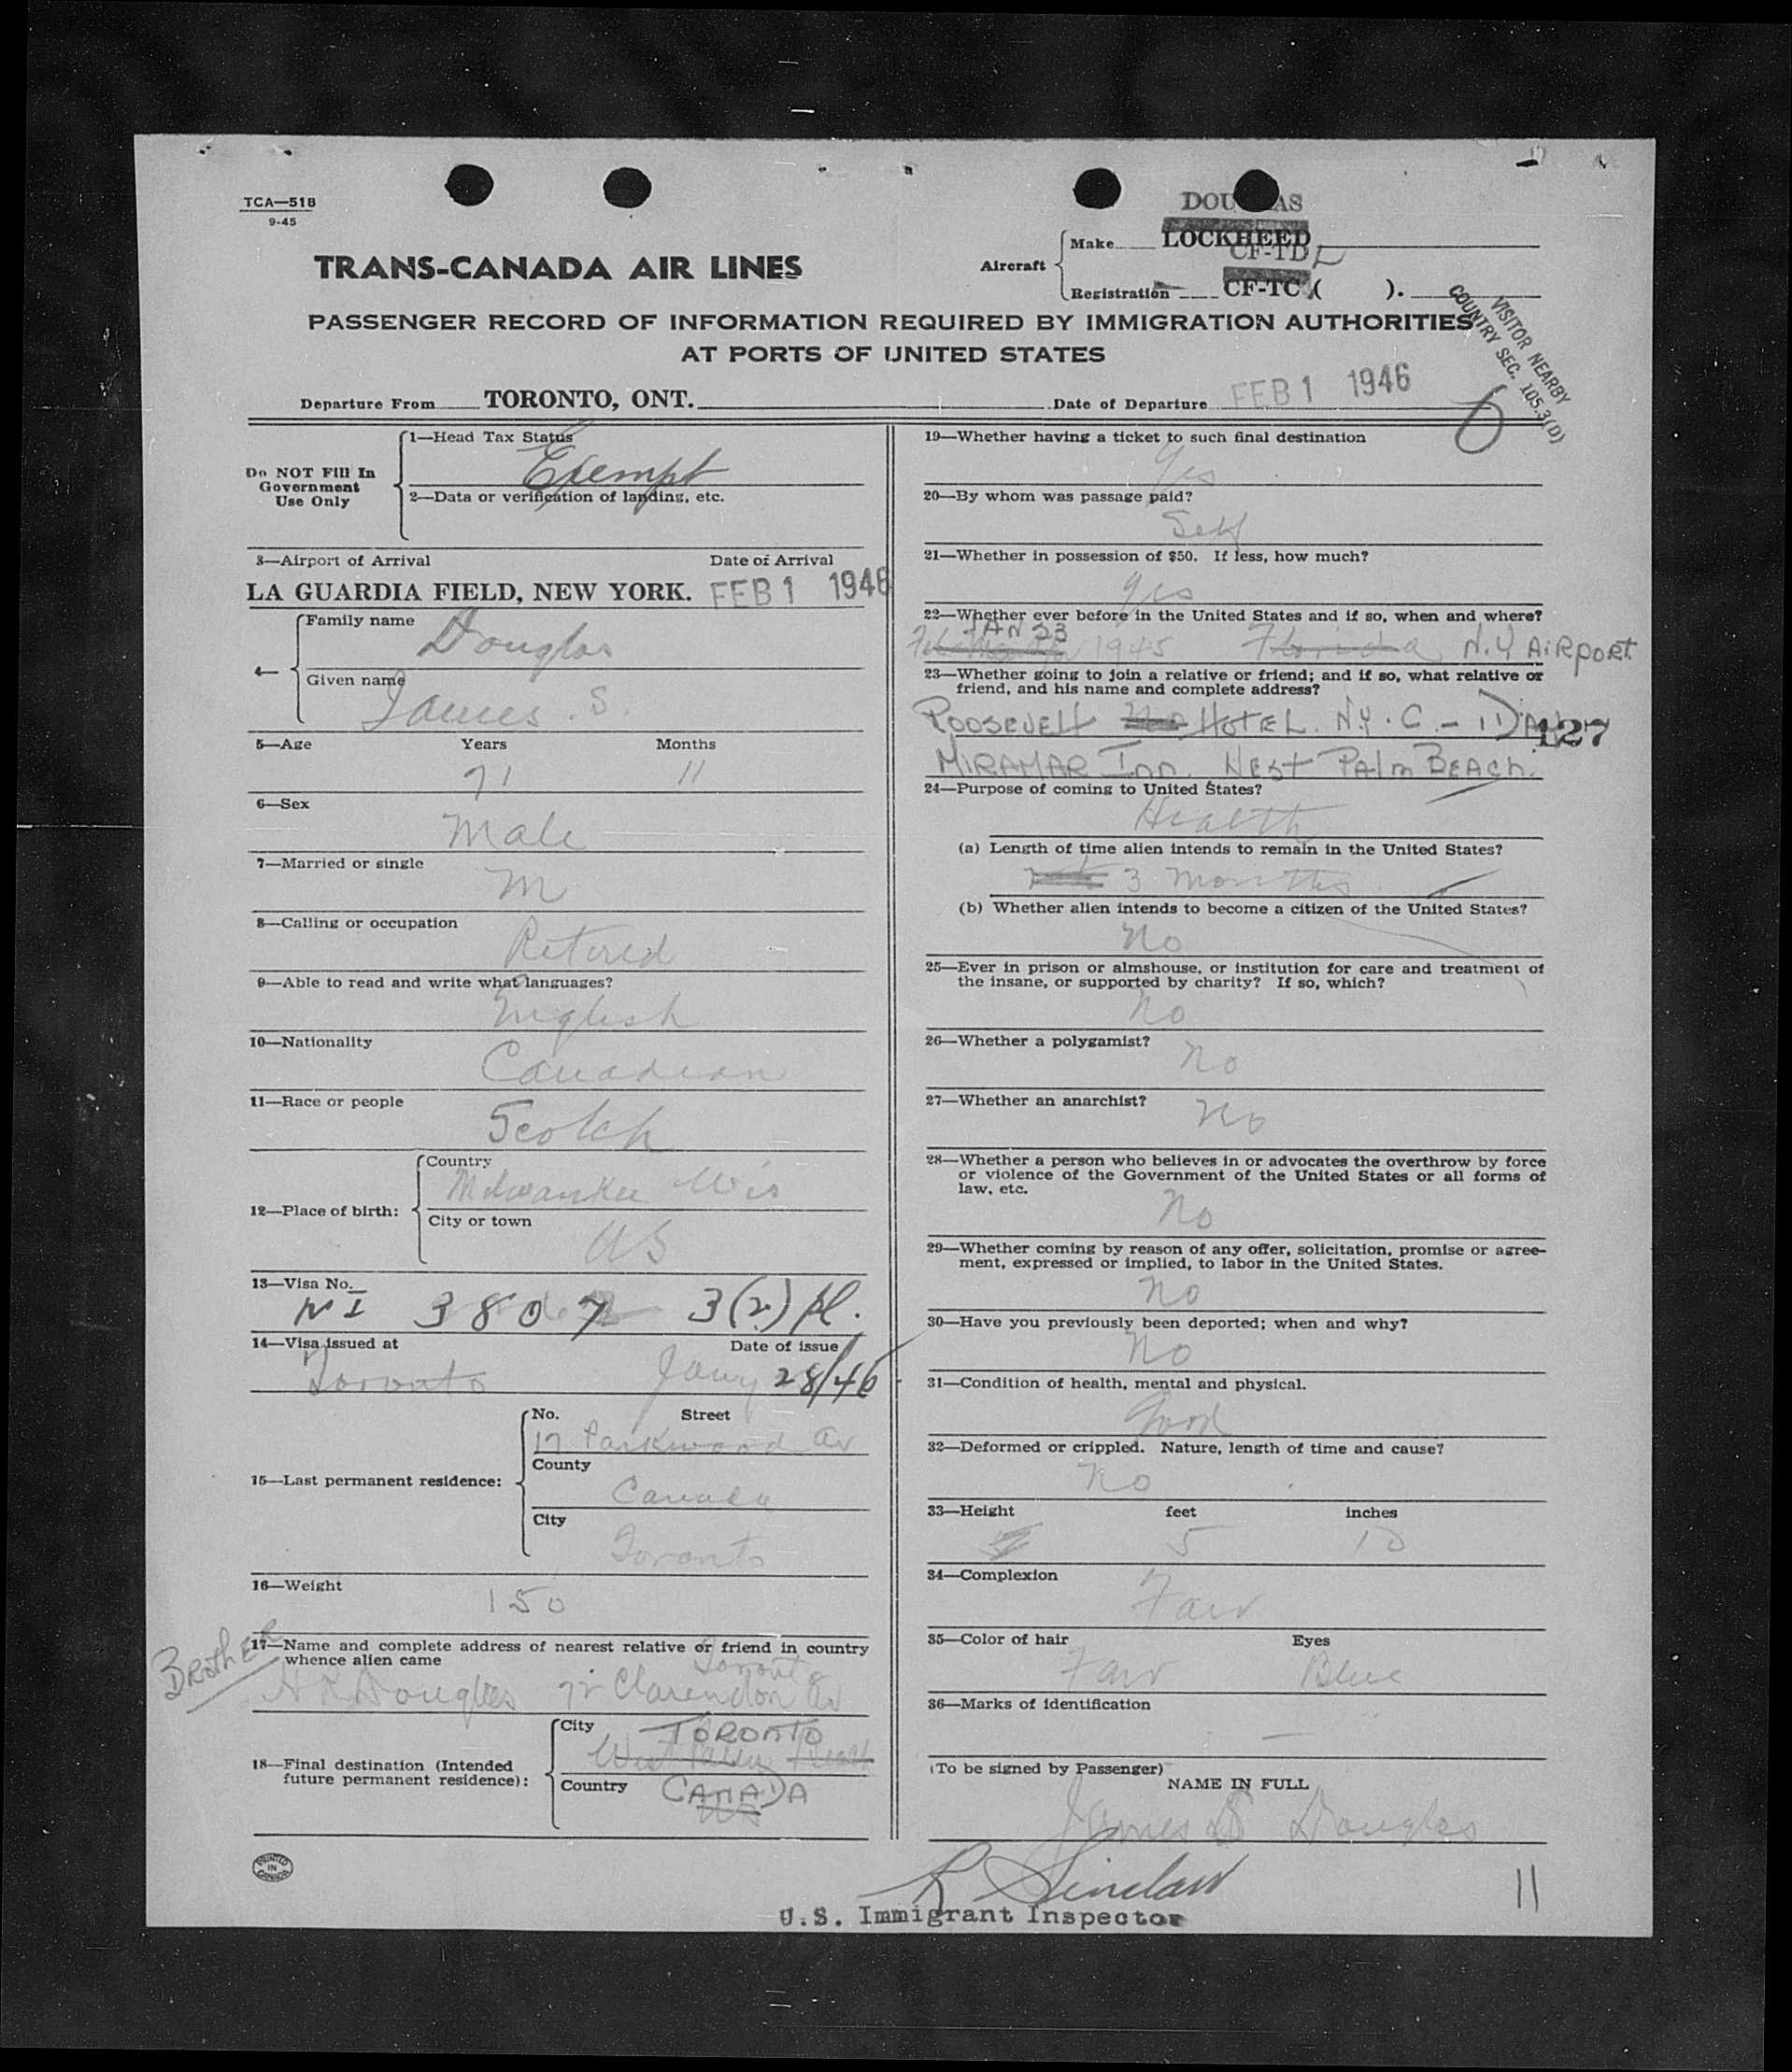 TCA—518
9-45
TRANS-CANADA AIR LINES
DOUGLAS
Aircraft
Make LOCKHEED
CF-TD L
Registration CF-TC ( ).
PASSENGER RECORD OF INFORMATION REQUIRED BY IMMIGRATION AUTHORITIES
AT PORTS OF UNITED STATES
VISITOR NEARBY
COUNTRY SEC. 105.3(D)
6
Departure From TORONTO, ONT. Date of Departure FEB 1 1946
Do NOT Fill In
Government
Use Only
1—Head Tax Status
Exempt
2—Data or verification of landing, etc.
3—Airport of Arrival Date of Arrival
LA GUARDIA FIELD, NEW YORK. FEB 1 1946
Family name
Douglas
Given name
James. S.
5—Age Years Months
71 11
6—Sex
Male
7—Married or single
M
8—Calling or occupation
Retired
9—Able to read and write what languages?
English
10—Nationality
Canadian
11—Race or people
Scotch
12—Place of birth:
Country
Milwaukee Wis
City or town
US
13—Visa No.
NI 3807 3(2) pl.
14—Visa issued at Date of issue
Toronto Jany 28/46
15—Last permanent residence:
No. Street
17 Parkwood Av
County
Canada
City
Toronto
16—Weight
150
BROTHER
17—Name and complete address of nearest relative or friend in country
whence alien came
Toronto
Douglas 72 Clarendon Av
18—Final destination (Intended
future permanent residence):
City
TORONTO
West Palm Beach
Country
CANADA
US
PRINTED
IN
CANADA
19—Whether having a ticket to such final destination
Yes
20—By whom was passage paid?
Self
21—Whether in possession of $50. If less, how much?
Yes
22—Whether ever before in the United States and if so, when and where?
JAN 23
1945 Florida N.Y AIRPORT
23—Whether going to join a relative or friend; and if so, what relative or
friend, and his name and complete address?
ROOSEVELT HOTEL. N.Y.C. - 1 DAY
127
MIRAMAR Inn. WEST PALM BEACH.
24—Purpose of coming to United States?
Health
(a) Length of time alien intends to remain in the United States?
3 months
(b) Whether alien intends to become a citizen of the United States?
No
25—Ever in prison or almshouse, or institution for care and treatment of
the insane, or supported by charity? If so, which?
No
26—Whether a polygamist?
No
27—Whether an anarchist?
No
28—Whether a person who believes in or advocates the overthrow by force
or violence of the Government of the United States or all forms of
law, etc.
No
29—Whether coming by reason of any offer, solicitation, promise or agree-
ment, expressed or implied, to labor in the United States.
No
30—Have you previously been deported; when and why?
No
31—Condition of health, mental and physical.
Good
32—Deformed or crippled. Nature, length of time and cause?
No
33—Height feet inches
5 10
34—Complexion
Fair
35—Color of hair Eyes
Fair Blue
36—Marks of identification
—
(To be signed by Passenger)
NAME IN FULL
James S Douglas
R Sinclair
U.S. Immigrant Inspector
11